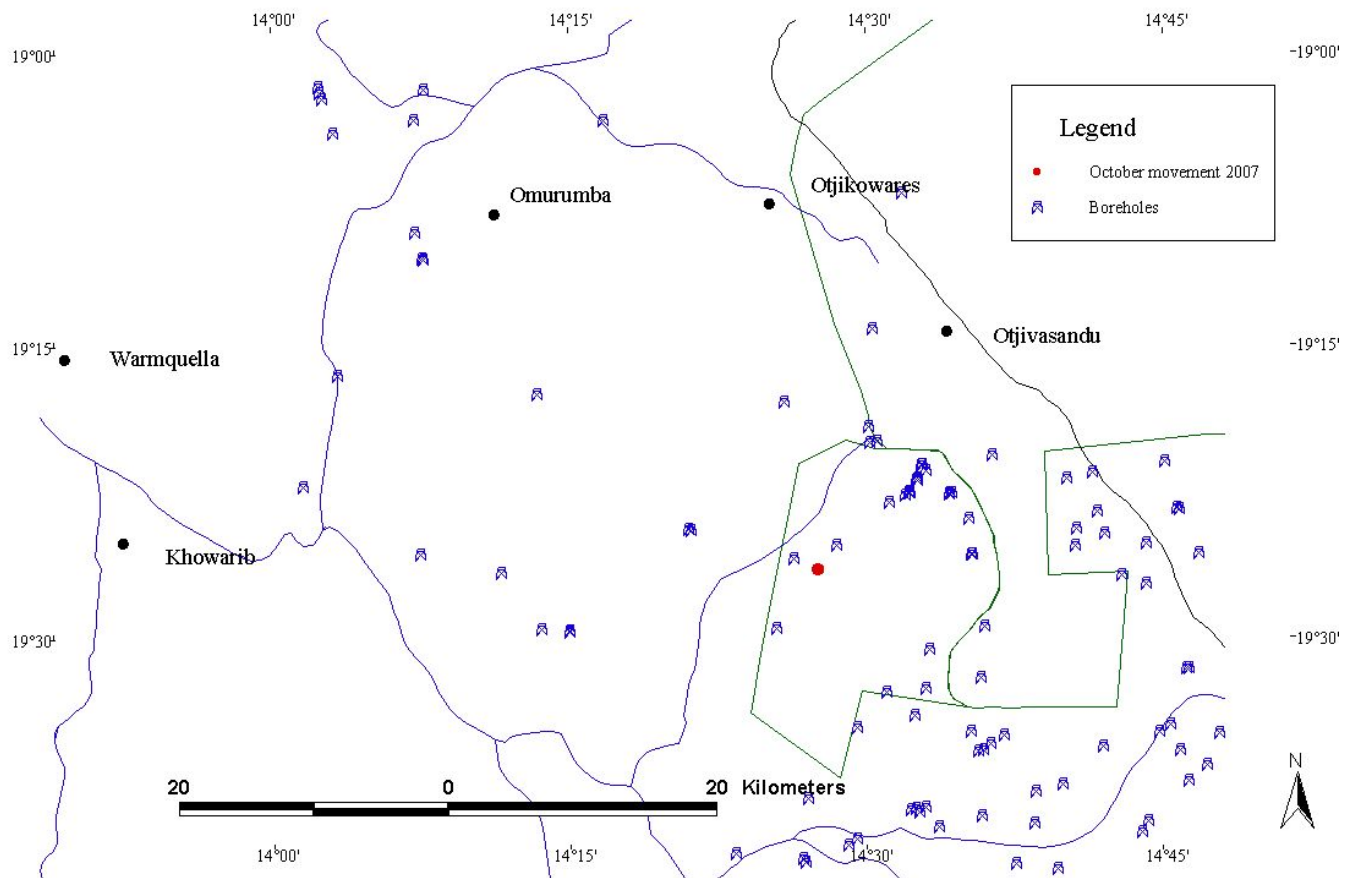 14°00' 14°15' 14°30' 14°45'
19°00' -19°00'
Legend
October movement 2007
Boreholes
Otjikowares
Omurumba
Otjivasandu
19°15' -19°15'
Warmquella
Khowarib
19°30' -19°30'
N
20 0 20 Kilometers
14°00' 14°15' 14°30' 14°45'